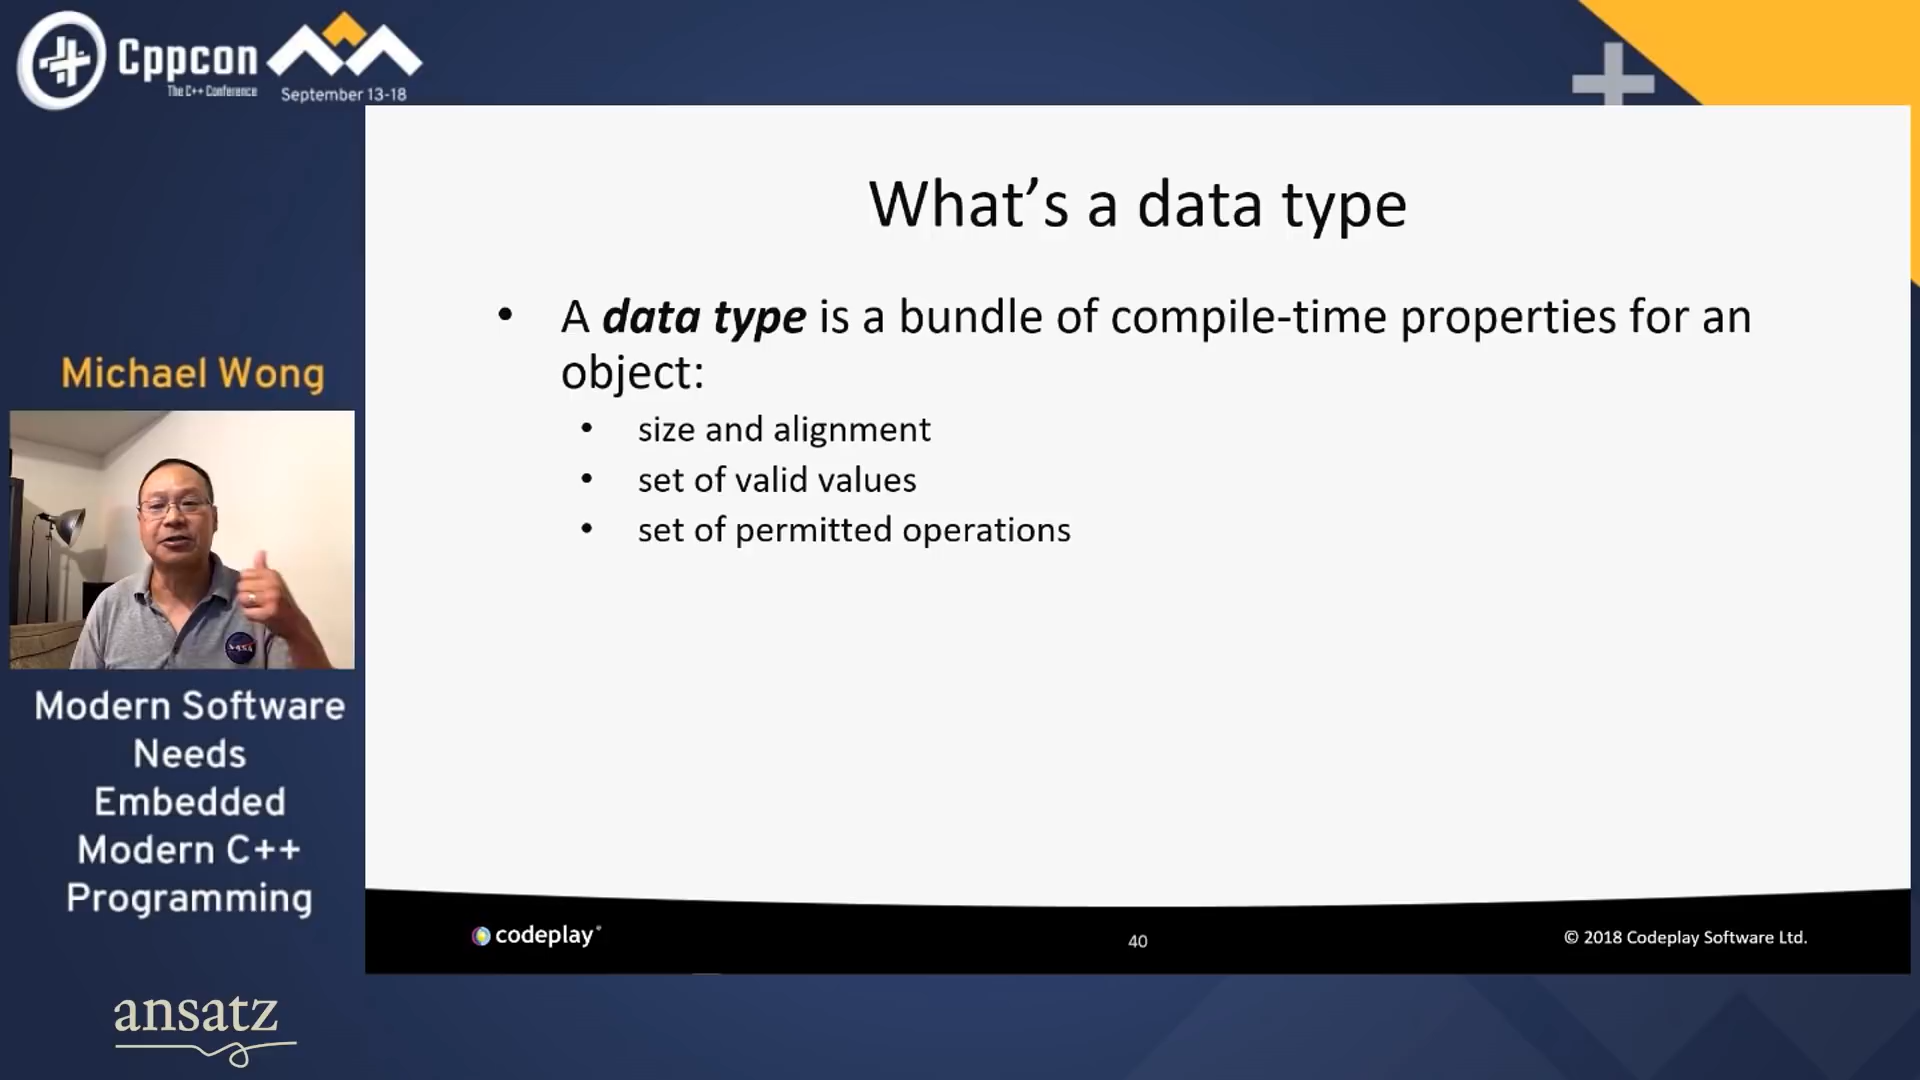 Cppcon
The C++ Conference
September 13-18
What's a data type
• A data type is a bundle of compile-time properties for an
object:
• size and alignment
• set of valid values
• set of permitted operations
Michael Wong
NASA
Modern Software
Needs
Embedded
Modern C++
Programming
codeplay
40
© 2018 Codeplay Software Ltd.
ansatz